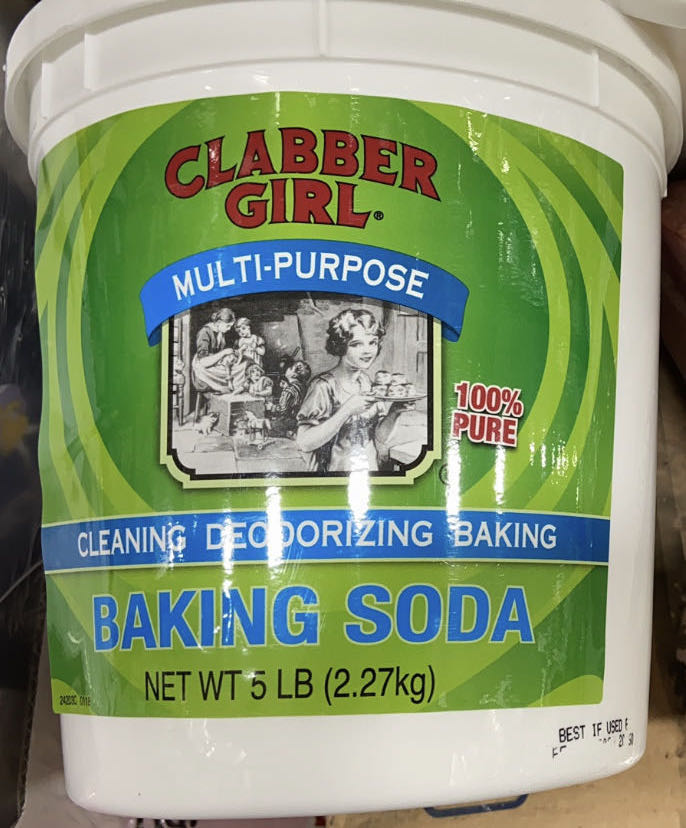 CLABBER
GIRL®
MULTI-PURPOSE
100%
PURE
CLEANING DEODORIZING BAKING
BAKING SODA
NET WT 5 LB (2.27kg)
BEST IF USED